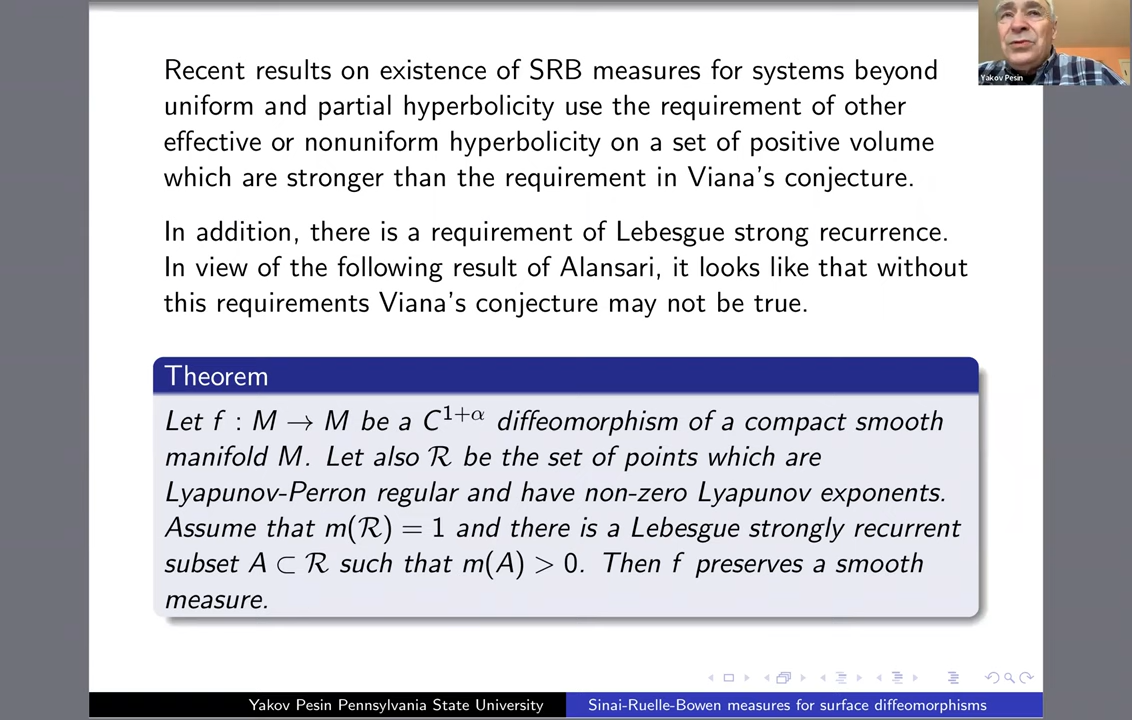 Yakov Pesin
Recent results on existence of SRB measures for systems beyond
uniform and partial hyperbolicity use the requirement of other
effective or nonuniform hyperbolicity on a set of positive volume
which are stronger than the requirement in Viana's conjecture.
In addition, there is a requirement of Lebesgue strong recurrence.
In view of the following result of Alansari, it looks like that without
this requirements Viana's conjecture may not be true.
Theorem
Let f : M → M be a C^{1+α} diffeomorphism of a compact smooth
manifold M. Let also ℛ be the set of points which are
Lyapunov-Perron regular and have non-zero Lyapunov exponents.
Assume that m(ℛ) = 1 and there is a Lebesgue strongly recurrent
subset A ⊂ ℛ such that m(A) > 0. Then f preserves a smooth
measure.
Yakov Pesin Pennsylvania State University
Sinai-Ruelle-Bowen measures for surface diffeomorphisms